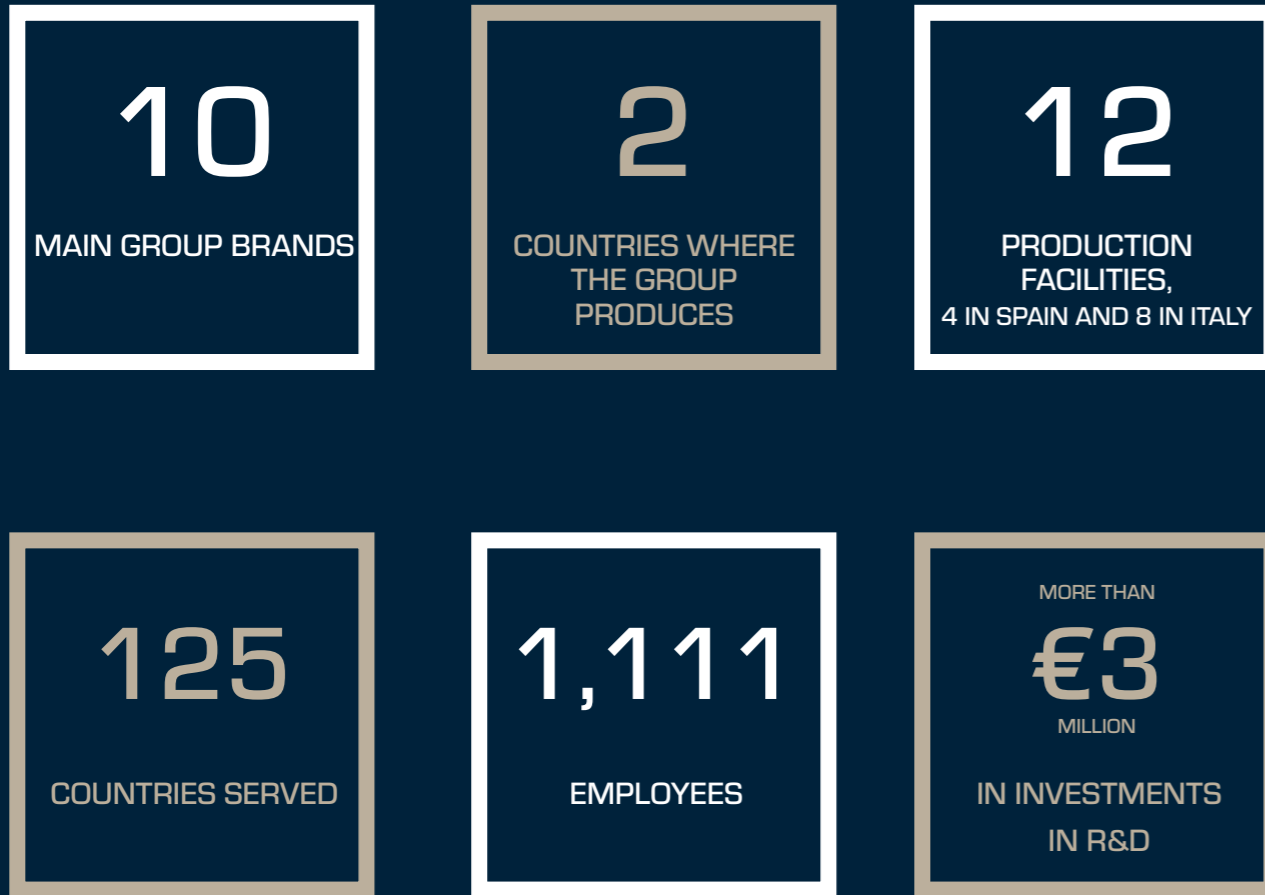 10
MAIN GROUP BRANDS
2
COUNTRIES WHERE
THE GROUP
PRODUCES
12
PRODUCTION
FACILITIES,
4 IN SPAIN AND 8 IN ITALY
125
COUNTRIES SERVED
1,111
EMPLOYEES
MORE THAN
€3
MILLION
IN INVESTMENTS
IN R&D